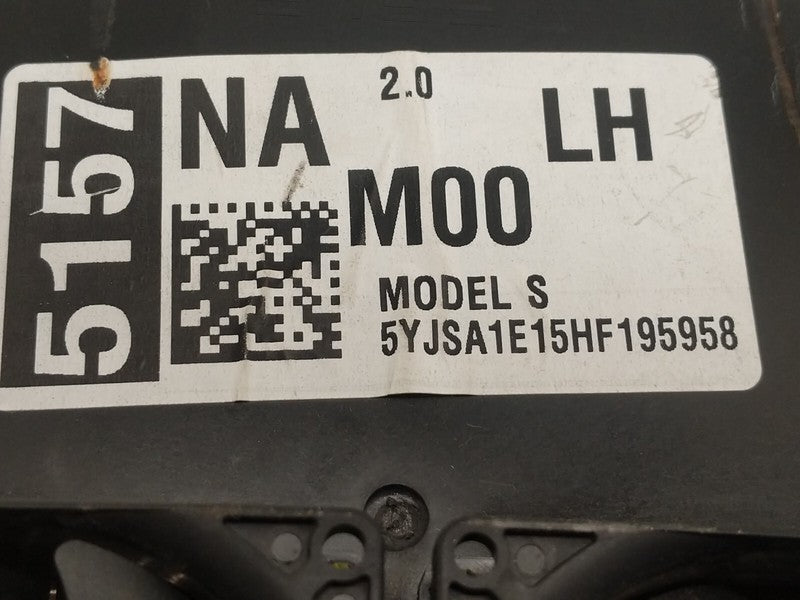 5157
NA 2.0 LH
M00
MODEL S
5YJSA1E15HF195958